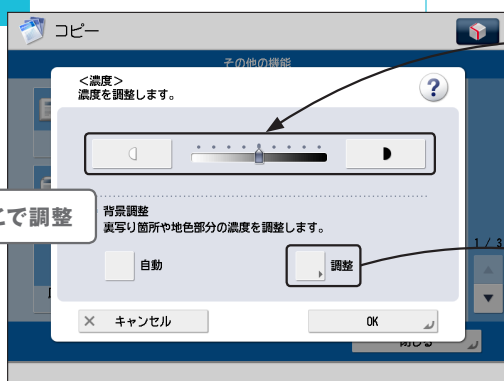 コピー
その他の機能
<濃度>
濃度を調整します。
?
で調整
背景調整
裏写り箇所や地色部分の濃度を調整します。
自動
調整
1 / 3
× キャンセル
OK
閉じる